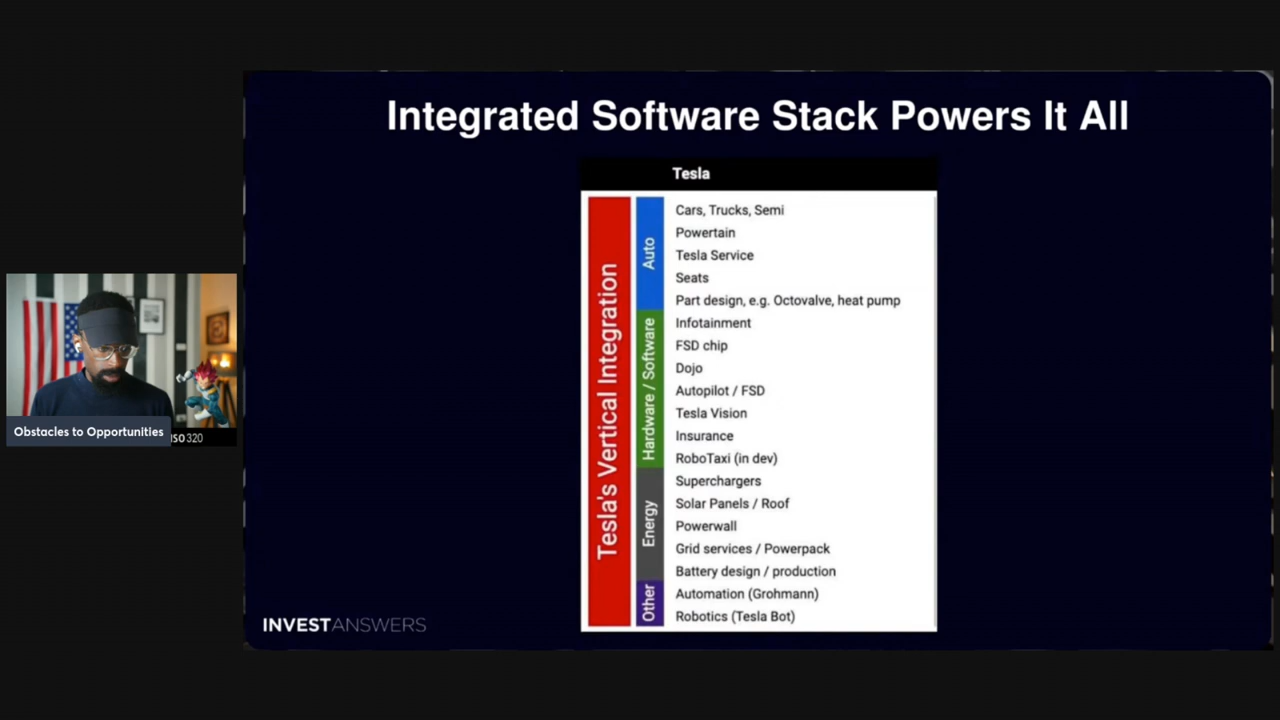 Integrated Software Stack Powers It All
Tesla
Tesla's Vertical Integration
Auto
Cars, Trucks, Semi
Powertain
Tesla Service
Seats
Part design, e.g. Octovalve, heat pump
Hardware / Software
Infotainment
FSD chip
Dojo
Autopilot / FSD
Tesla Vision
Insurance
RoboTaxi (in dev)
Energy
Superchargers
Solar Panels / Roof
Powerwall
Grid services / Powerpack
Battery design / production
Other
Automation (Grohmann)
Robotics (Tesla Bot)
INVESTANSWERS
Obstacles to Opportunities
ISO 320